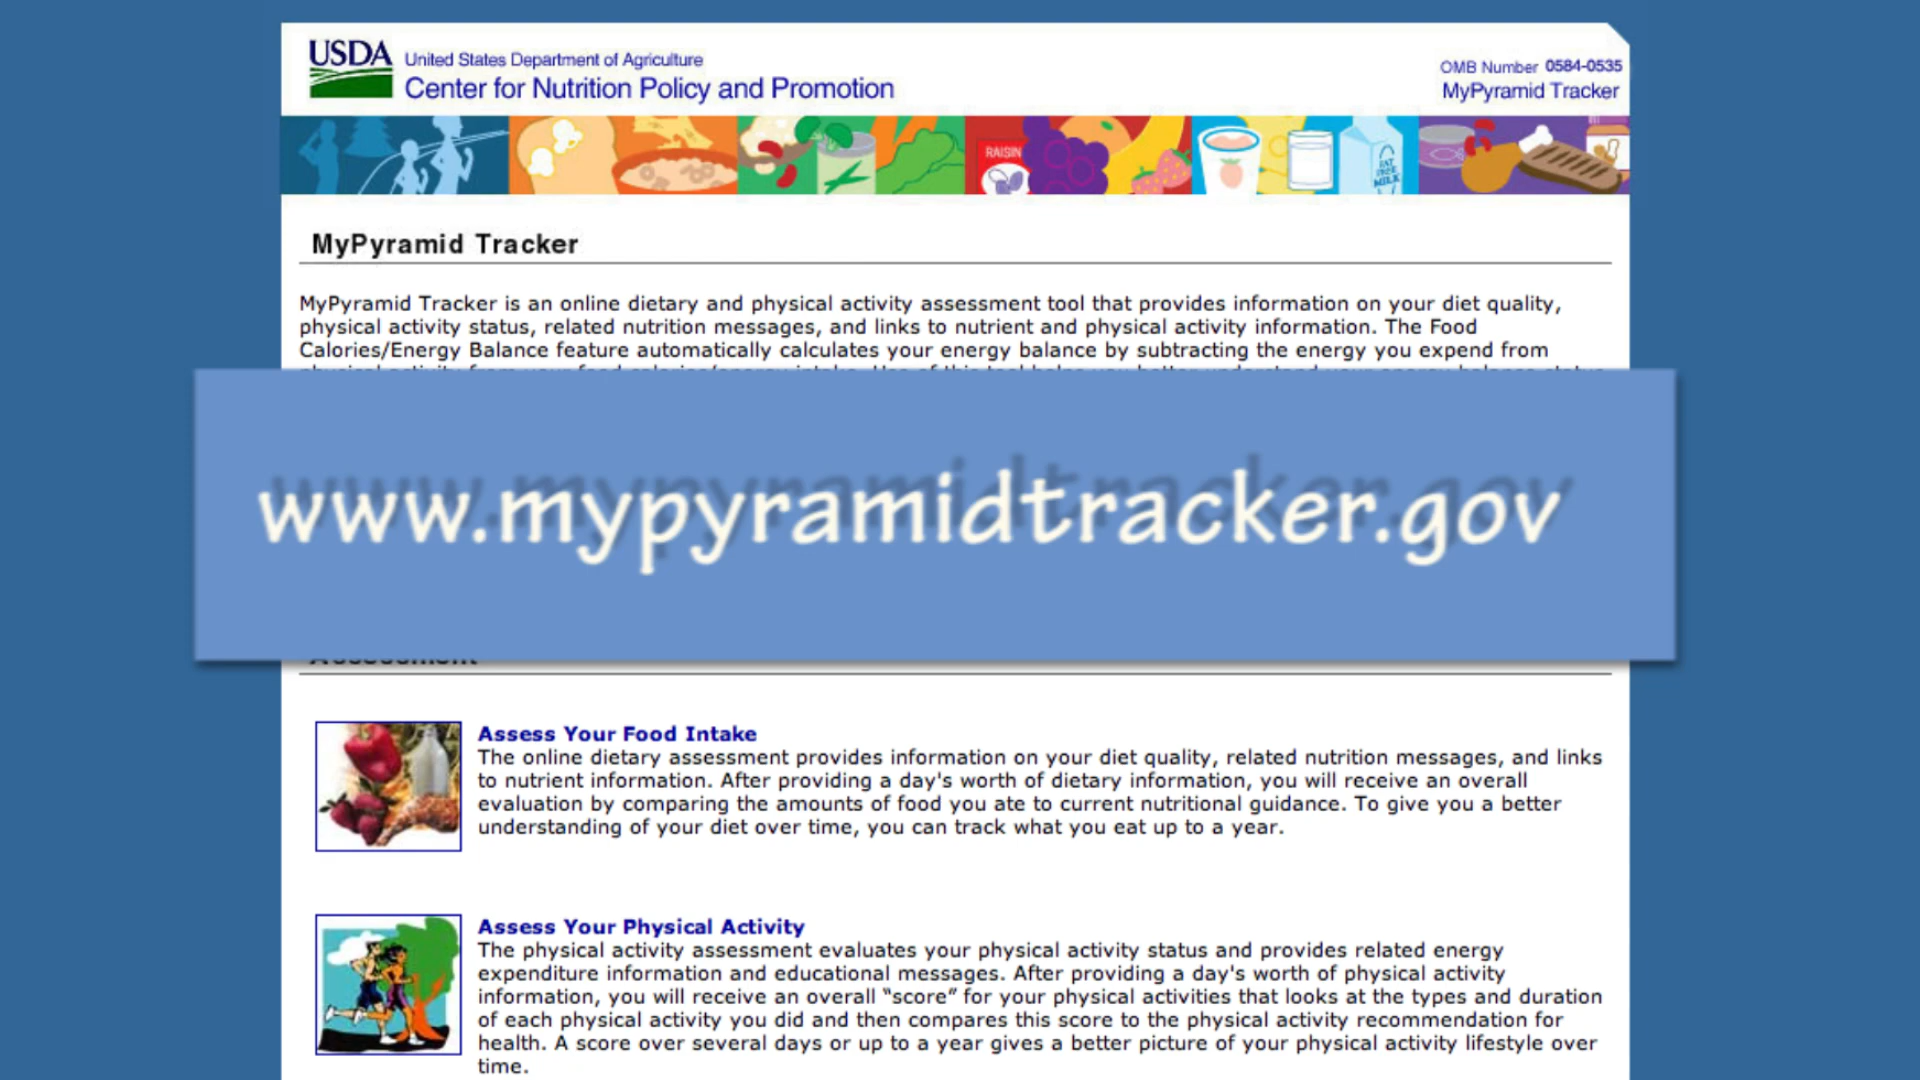 USDA
United States Department of Agriculture
Center for Nutrition Policy and Promotion
OMB Number 0584-0535
MyPyramid Tracker
RAISIN
FAT
FREE
MILK
MyPyramid Tracker
MyPyramid Tracker is an online dietary and physical activity assessment tool that provides information on your diet quality,
physical activity status, related nutrition messages, and links to nutrient and physical activity information. The Food
Calories/Energy Balance feature automatically calculates your energy balance by subtracting the energy you expend from
www.mypyramidtracker.gov
Assess Your Food Intake
The online dietary assessment provides information on your diet quality, related nutrition messages, and links
to nutrient information. After providing a day's worth of dietary information, you will receive an overall
evaluation by comparing the amounts of food you ate to current nutritional guidance. To give you a better
understanding of your diet over time, you can track what you eat up to a year.
Assess Your Physical Activity
The physical activity assessment evaluates your physical activity status and provides related energy
expenditure information and educational messages. After providing a day's worth of physical activity
information, you will receive an overall “score” for your physical activities that looks at the types and duration
of each physical activity you did and then compares this score to the physical activity recommendation for
health. A score over several days or up to a year gives a better picture of your physical activity lifestyle over
time.